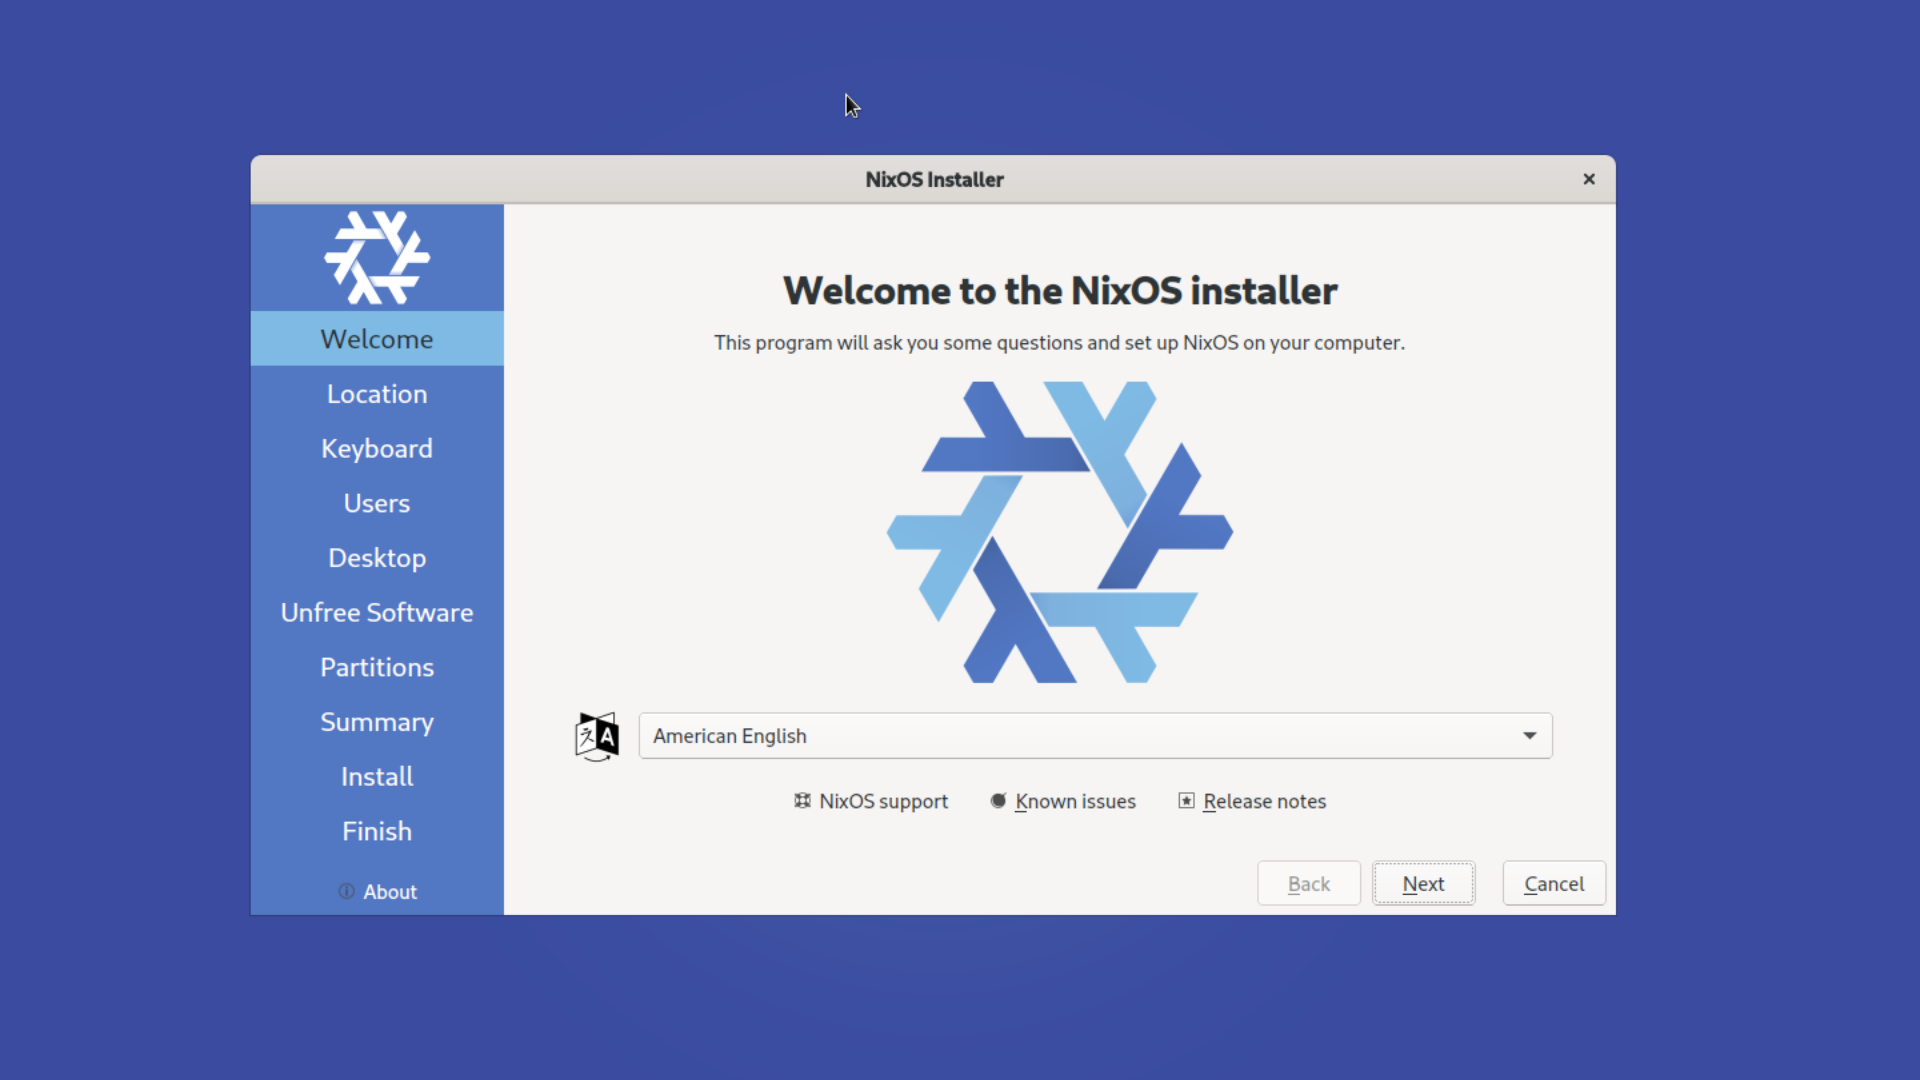 NixOS Installer
Welcome
Location
Keyboard
Users
Desktop
Unfree Software
Partitions
Summary
Install
Finish
About
Welcome to the NixOS installer
This program will ask you some questions and set up NixOS on your computer.
American English
NixOS support Known issues Release notes
Back Next Cancel